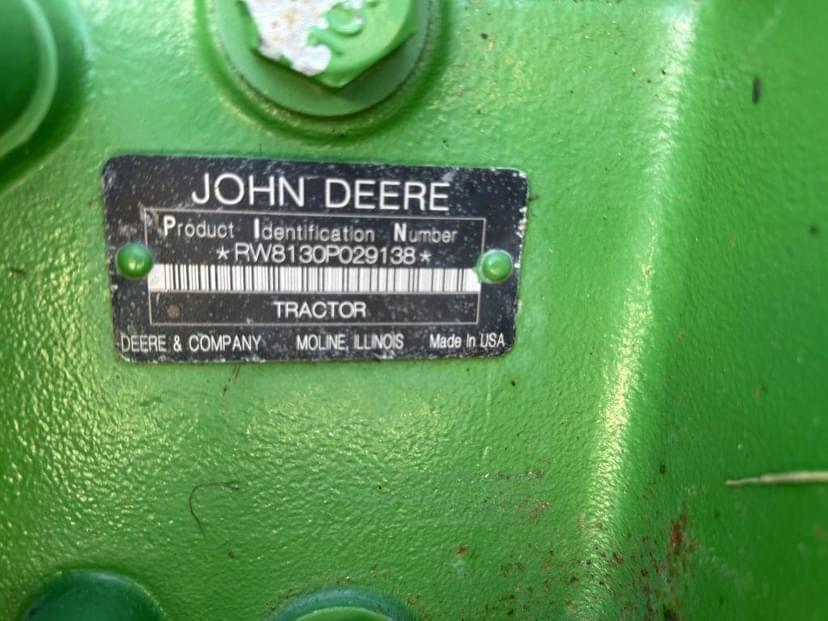 JOHN DEERE
Product Identification Number
*RW8130P029138*
TRACTOR
DEERE & COMPANY MOLINE, ILLINOIS Made In USA